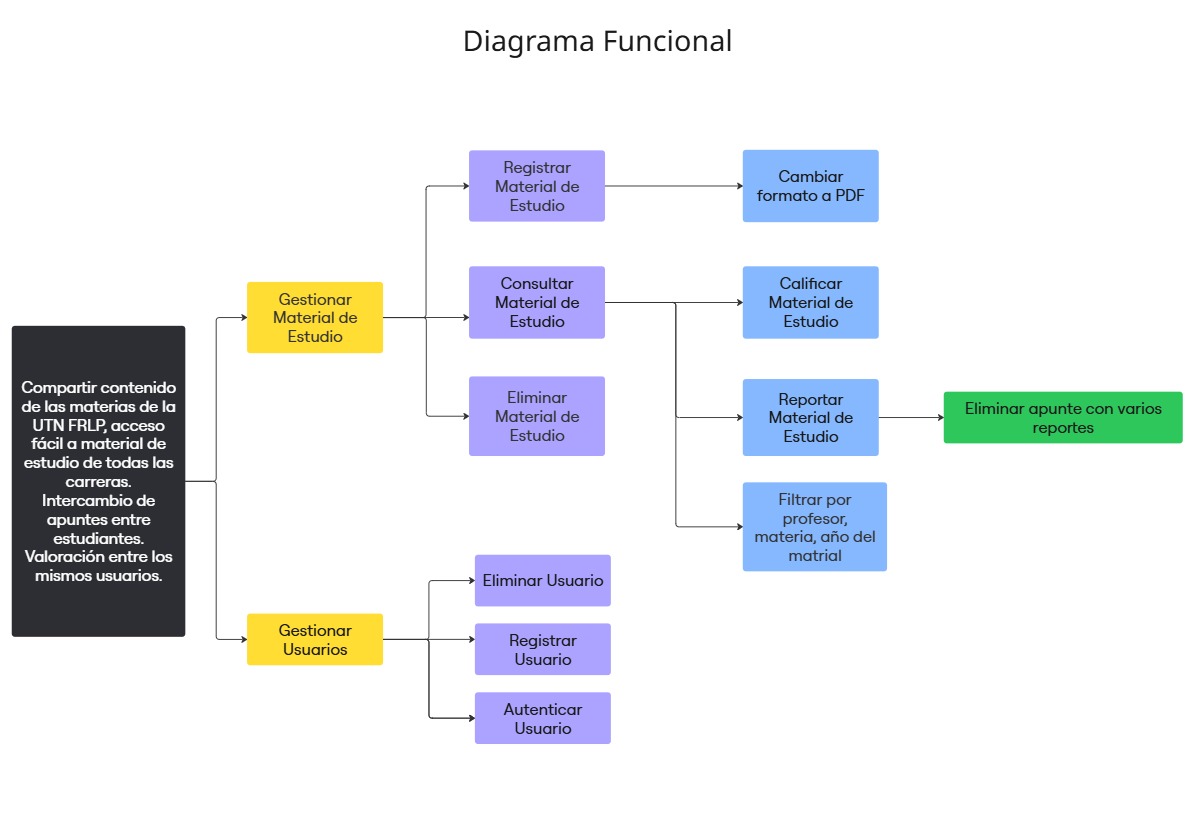 Diagrama Funcional
Registrar
Material de
Estudio
Cambiar
formato a PDF
Consultar
Material de
Estudio
Calificar
Material de
Estudio
Gestionar
Material de
Estudio
Compartir contenido
de las materias de la
UTN FRLP, acceso
fácil a material de
estudio de todas las
carreras.
Intercambio de
apuntes entre
estudiantes.
Valoración entre los
mismos usuarios.
Eliminar
Material de
Estudio
Reportar
Material de
Estudio
Eliminar apunte con varios
reportes
Filtrar por
profesor,
materia, año del
matrial
Eliminar Usuario
Gestionar
Usuarios
Registrar
Usuario
Autenticar
Usuario